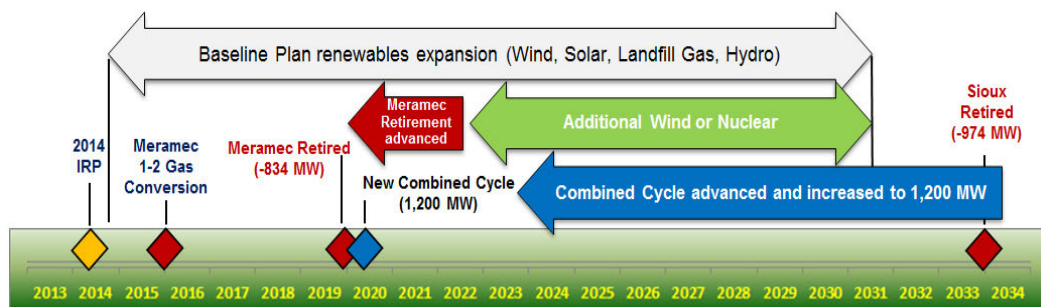 Baseline Plan renewables expansion (Wind, Solar, Landfill Gas, Hydro)
Meramec
Retirement
advanced
Additional Wind or Nuclear
Sioux
Retired
(-974 MW)
2014
IRP
Meramec
1-2 Gas
Conversion
Meramec Retired
(-834 MW)
New Combined Cycle
(1,200 MW)
Combined Cycle advanced and increased to 1,200 MW
2013 2014 2015 2016 2017 2018 2019 2020 2021 2022 2023 2024 2025 2026 2027 2028 2029 2030 2031 2032 2033 2034